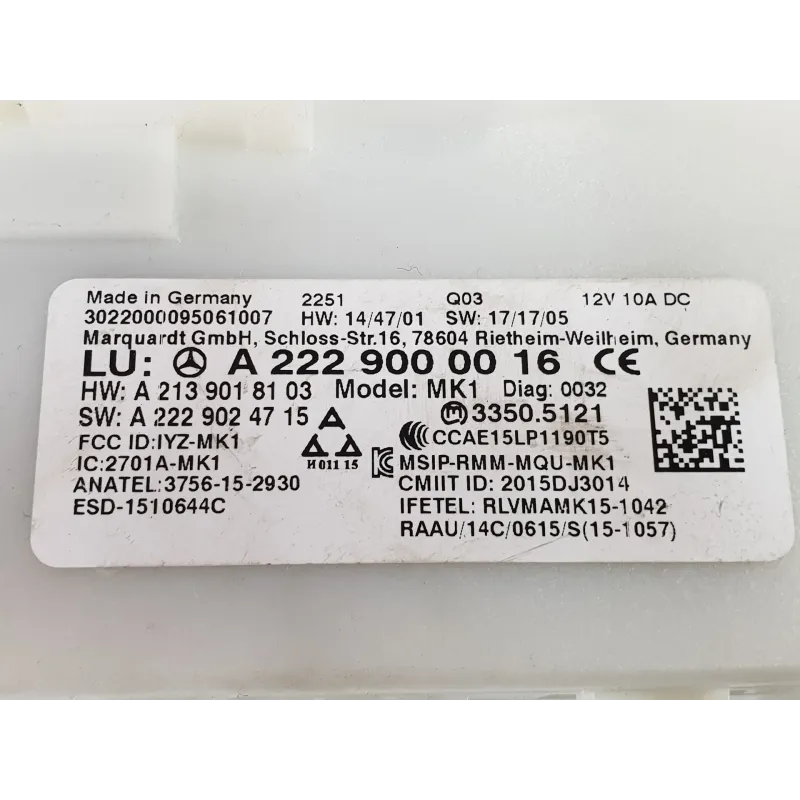 Made in Germany 2251 Q03 12V 10A DC
3022000095061007 HW: 14/47/01 SW: 17/17/05
Marquardt GmbH, Schloss-Str.16, 78604 Rietheim-Weilheim, Germany
LU: A 222 900 00 16 CE
HW: A 213 901 81 03 Model: MK1 Diag: 0032
SW: A 222 902 47 15 A 3350.5121
FCC ID:IYZ-MK1 CCAE15LP1190T5
IC:2701A-MK1 H 011 15 MSIP-RMM-MQU-MK1
ANATEL:3756-15-2930 CMIIT ID: 2015DJ3014
ESD-1510644C IFETEL: RLVMAMK15-1042
RAAU/14C/0615/S(15-1057)